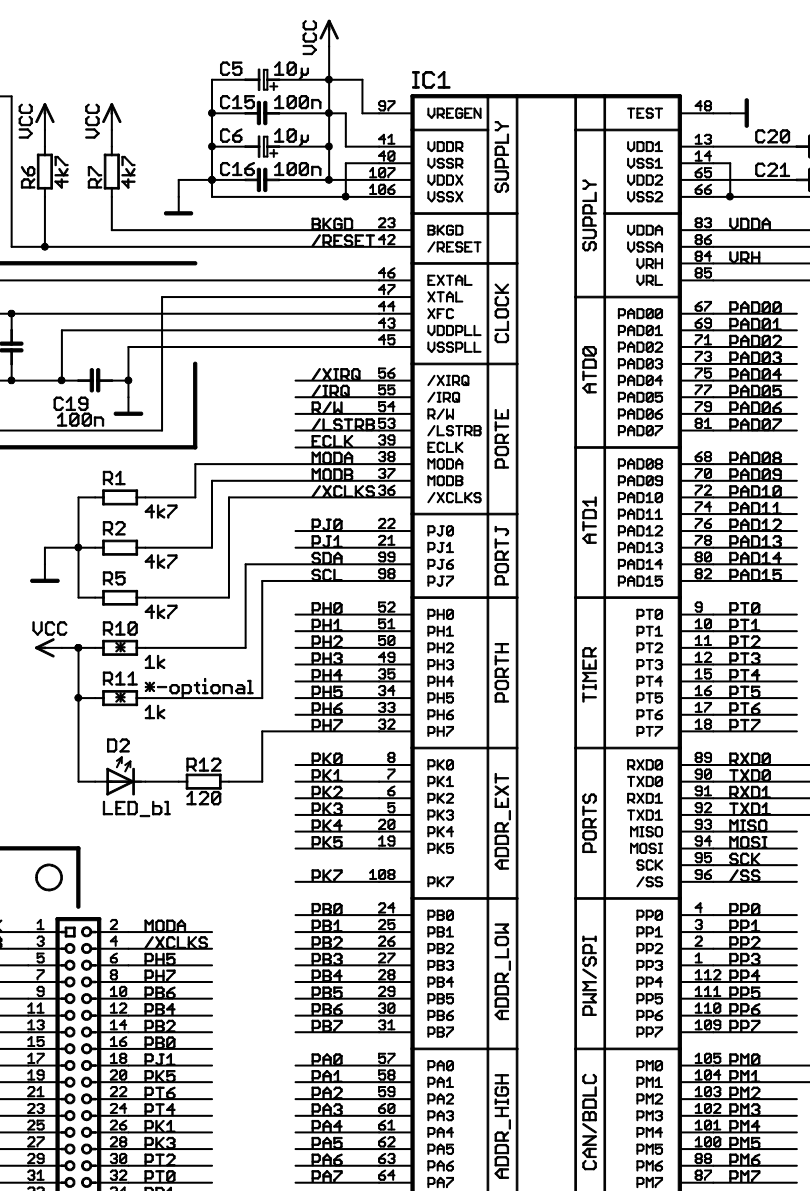 VCC
C5 10µ
+
C15 100n
C6 10µ
+
C16 100n
VCC
R6
4k7
VCC
R7
4k7
IC1
97 VREGEN
41 VDDR
40 VSSR
107 VDDX
106 VSSX
SUPPLY
BKGD 23 BKGD
/RESET 42 /RESET
46 EXTAL
47 XTAL
44 XFC
43 VDDPLL
45 VSSPLL
CLOCK
C19
100n
/XIRQ 56 /XIRQ
/IRQ 55 /IRQ
R/W 54 R/W
/LSTRB 53 /LSTRB
ECLK 39 ECLK
MODA 38 MODA
MODB 37 MODB
/XCLKS 36 /XCLKS
PORTE
R1
4k7
R2
4k7
R5
4k7
PJ0 22 PJ0
PJ1 21 PJ1
SDA 99 PJ6
SCL 98 PJ7
PORTJ
VCC
R10
*
1k
R11 *-optional
*
1k
D2
LED_bl
R12
120
PH0 52 PH0
PH1 51 PH1
PH2 50 PH2
PH3 49 PH3
PH4 35 PH4
PH5 34 PH5
PH6 33 PH6
PH7 32 PH7
PORTH
PK0 8 PK0
PK1 7 PK1
PK2 6 PK2
PK3 5 PK3
PK4 20 PK4
PK5 19 PK5
PK7 108 PK7
ADDR_EXT
PB0 24 PB0
PB1 25 PB1
PB2 26 PB2
PB3 27 PB3
PB4 28 PB4
PB5 29 PB5
PB6 30 PB6
PB7 31 PB7
ADDR_LOW
PA0 57 PA0
PA1 58 PA1
PA2 59 PA2
PA3 60 PA3
PA4 61 PA4
PA5 62 PA5
PA6 63 PA6
PA7 64 PA7
ADDR_HIGH
TEST 48
SUPPLY
VDD1 13
VSS1 14
VDD2 65
VSS2 66
C20
C21
VDDA 83 VDDA
VSSA 86
VRH 84 VRH
VRL 85
ATD0
PAD00 67 PAD00
PAD01 69 PAD01
PAD02 71 PAD02
PAD03 73 PAD03
PAD04 75 PAD04
PAD05 77 PAD05
PAD06 79 PAD06
PAD07 81 PAD07
ATD1
PAD08 68 PAD08
PAD09 70 PAD09
PAD10 72 PAD10
PAD11 74 PAD11
PAD12 76 PAD12
PAD13 78 PAD13
PAD14 80 PAD14
PAD15 82 PAD15
TIMER
PT0 9 PT0
PT1 10 PT1
PT2 11 PT2
PT3 12 PT3
PT4 15 PT4
PT5 16 PT5
PT6 17 PT6
PT7 18 PT7
PORTS
RXD0 89 RXD0
TXD0 90 TXD0
RXD1 91 RXD1
TXD1 92 TXD1
MISO 93 MISO
MOSI 94 MOSI
SCK 95 SCK
/SS 96 /SS
PWM/SPI
PP0 4 PP0
PP1 3 PP1
PP2 2 PP2
PP3 1 PP3
PP4 112 PP4
PP5 111 PP5
PP6 110 PP6
PP7 109 PP7
CAN/BDLC
PM0 105 PM0
PM1 104 PM1
PM2 103 PM2
PM3 102 PM3
PM4 101 PM4
PM5 100 PM5
PM6 88 PM6
PM7 87 PM7
1 2 MODA
3 4 /XCLKS
5 6 PH5
7 8 PH7
9 10 PB6
11 12 PB4
13 14 PB2
15 16 PB0
17 18 PJ1
19 20 PK5
21 22 PT6
23 24 PT4
25 26 PK1
27 28 PK3
29 30 PT2
31 32 PT0